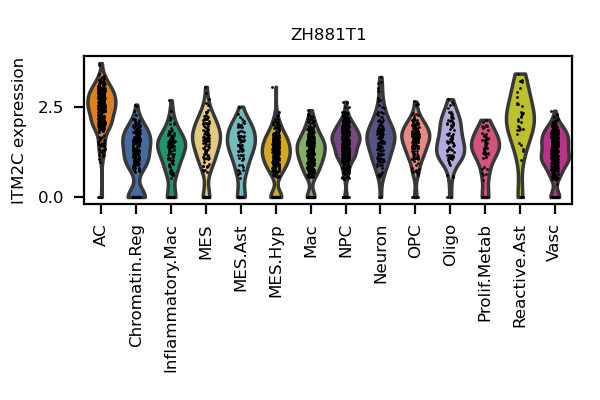 ZH881T1
ITM2C expression
2.5
0.0
AC
Chromatin.Reg
Inflammatory.Mac
MES
MES.Ast
MES.Hyp
Mac
NPC
Neuron
OPC
Oligo
Prolif.Metab
Reactive.Ast
Vasc